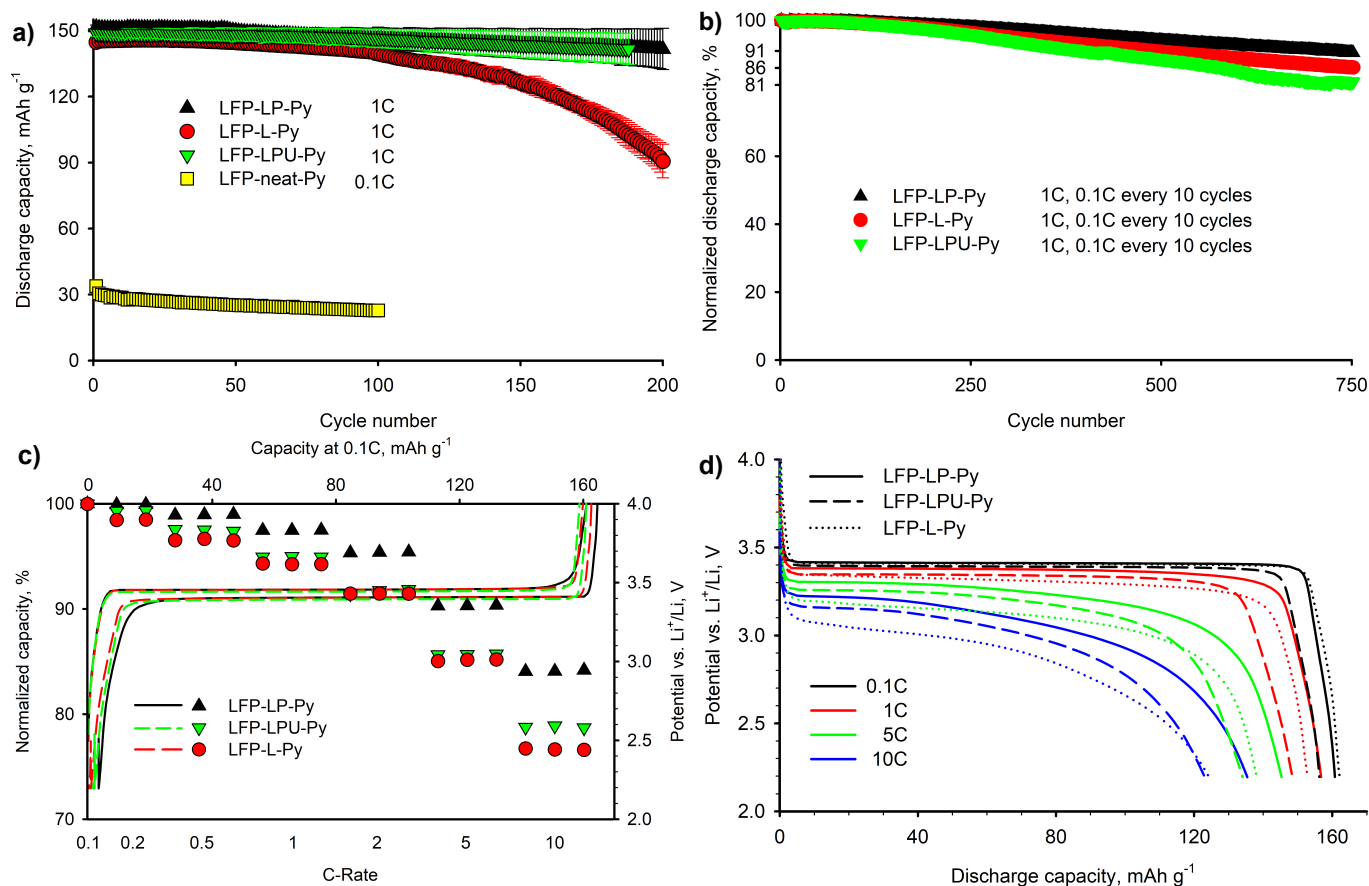 a)
150
120
90
60
30
0
Discharge capacity, mAh g⁻¹
LFP-LP-Py 1C
LFP-L-Py 1C
LFP-LPU-Py 1C
LFP-neat-Py 0.1C
0 50 100 150 200
Cycle number
b)
100
91
86
81
60
40
20
0
Normalized discharge capacity, %
LFP-LP-Py 1C, 0.1C every 10 cycles
LFP-L-Py 1C, 0.1C every 10 cycles
LFP-LPU-Py 1C, 0.1C every 10 cycles
0 250 500 750
Cycle number
c)
Capacity at 0.1C, mAh g⁻¹
0 40 80 120 160
100
90
80
70
Normalized capacity, %
4.0
3.5
3.0
2.5
2.0
Potential vs. Li⁺/Li, V
LFP-LP-Py
LFP-LPU-Py
LFP-L-Py
0.1 0.2 0.5 1 2 5 10
C-Rate
d)
4.0
3.5
3.0
2.5
2.0
Potential vs. Li⁺/Li, V
LFP-LP-Py
LFP-LPU-Py
LFP-L-Py
0.1C
1C
5C
10C
0 40 80 120 160
Discharge capacity, mAh g⁻¹